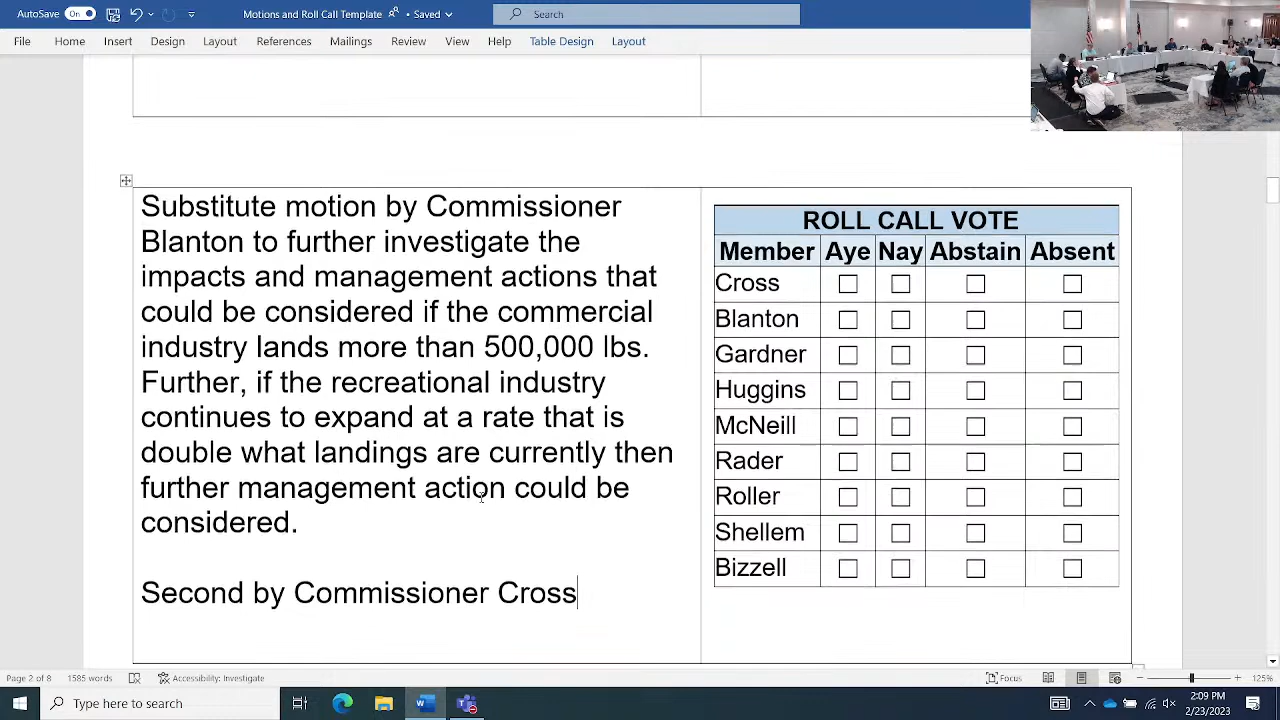 AutoSave On Motions and Roll Call Template • Saved Search
File Home Insert Design Layout References Mailings Review View Help Table Design Layout
Substitute motion by Commissioner
Blanton to further investigate the
impacts and management actions that
could be considered if the commercial
industry lands more than 500,000 lbs.
Further, if the recreational industry
continues to expand at a rate that is
double what landings are currently then
further management action could be
considered.
Second by Commissioner Cross
ROLL CALL VOTE
Member Aye Nay Abstain Absent
Cross
Blanton
Gardner
Huggins
McNeill
Rader
Roller
Shellem
Bizzell
Page 2 of 8 1585 words Accessibility: Investigate Focus 125%
Type here to search
2:09 PM
2/23/2023